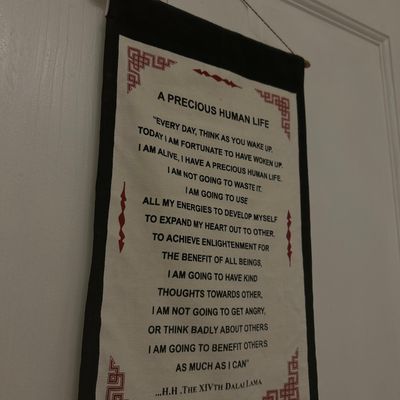 A PRECIOUS HUMAN LIFE
"EVERY DAY, THINK AS YOU WAKE UP,
TODAY I AM FORTUNATE TO HAVE WOKEN UP,
I AM ALIVE, I HAVE A PRECIOUS HUMAN LIFE,
I AM NOT GOING TO WASTE IT.
I AM GOING TO USE
ALL MY ENERGIES TO DEVELOP MYSELF
TO EXPAND MY HEART OUT TO OTHER,
TO ACHIEVE ENLIGHTENMENT FOR
THE BENEFIT OF ALL BEINGS,
I AM GOING TO HAVE KIND
THOUGHTS TOWARDS OTHER,
I AM NOT GOING TO GET ANGRY,
OR THINK BADLY ABOUT OTHERS
I AM GOING TO BENEFIT OTHERS
AS MUCH AS I CAN"
...H.H .THE XIVTH DALAI LAMA